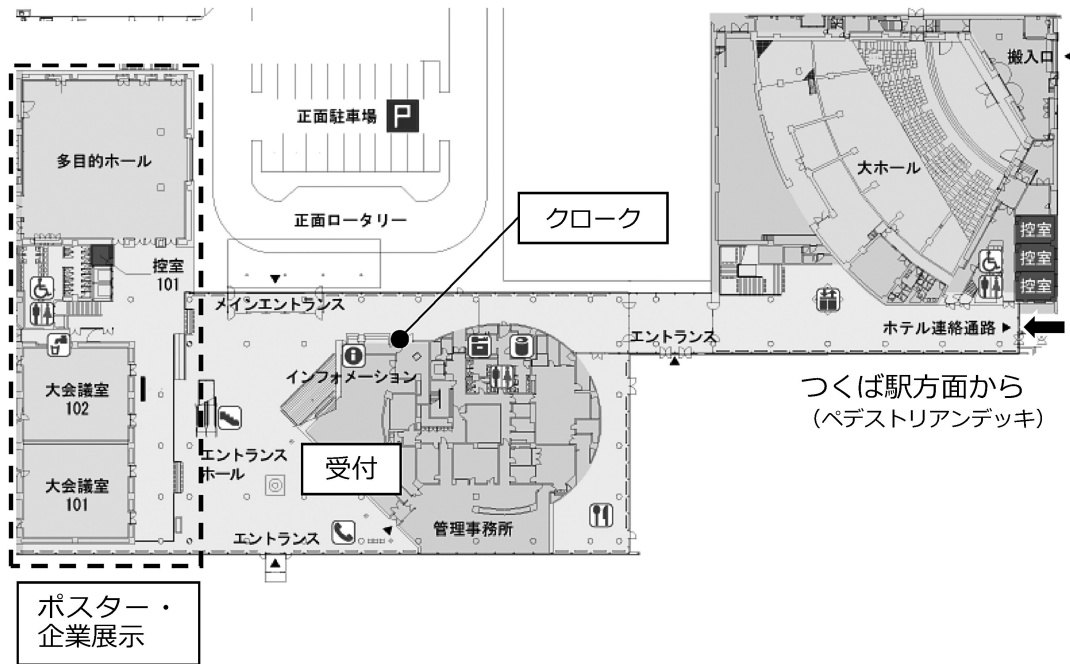 搬入口
正面駐車場
P
多目的ホール
大ホール
クローク
正面ロータリー
控室
控室
控室
控室
101
メインエントランス
エントランス
ホテル連絡通路
インフォメーション
つくば駅方面から
（ペデストリアンデッキ）
大会議室
102
エントランス
ホール
受付
大会議室
101
管理事務所
エントランス
ポスター・
企業展示